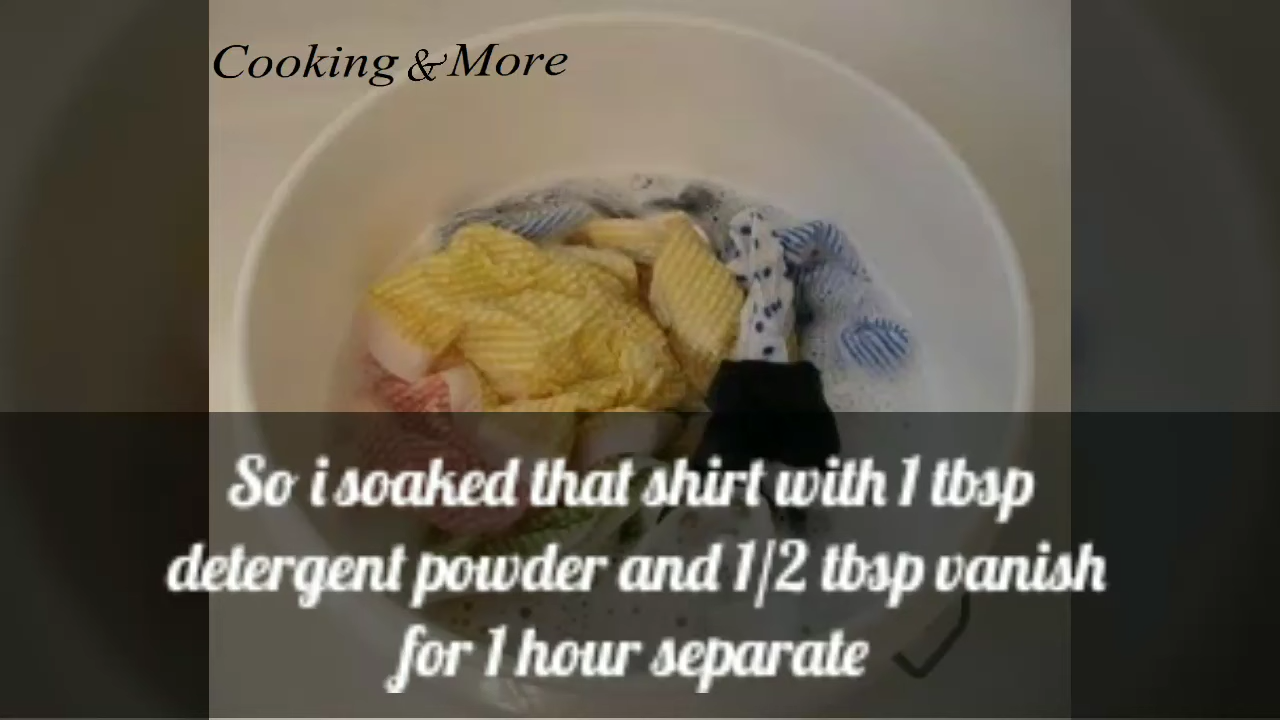 Cooking & More
So i soaked that shirt with 1 tbsp
detergent powder and 1/2 tbsp vanish
for 1 hour separate